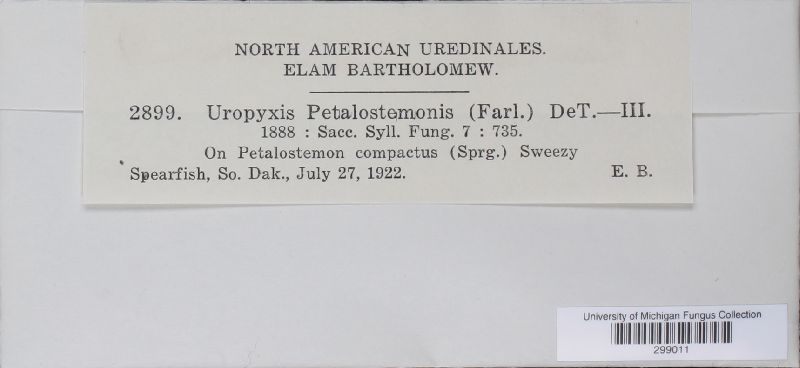 NORTH AMERICAN UREDINALES.
ELAM BARTHOLOMEW.
2899. Uropyxis Petalostemonis (Farl.) DeT.—III.
1888 : Sacc. Syll. Fung. 7 : 735.
On Petalostemon compactus (Sprg.) Sweezy
Spearfish, So. Dak., July 27, 1922. E. B.
University of Michigan Fungus Collection
299011